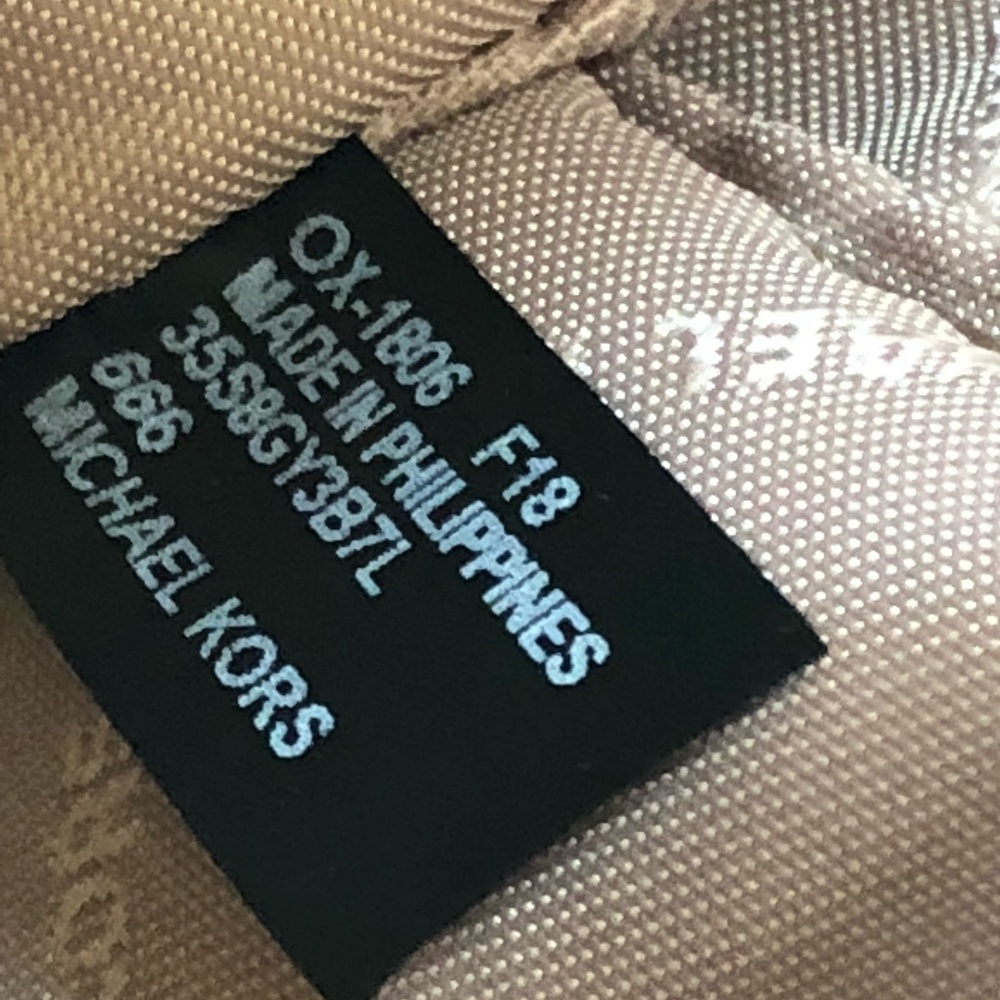 OX-1806 F18
MADE IN PHILIPPINES
35S8GY3B7L
666
MICHAEL KORS